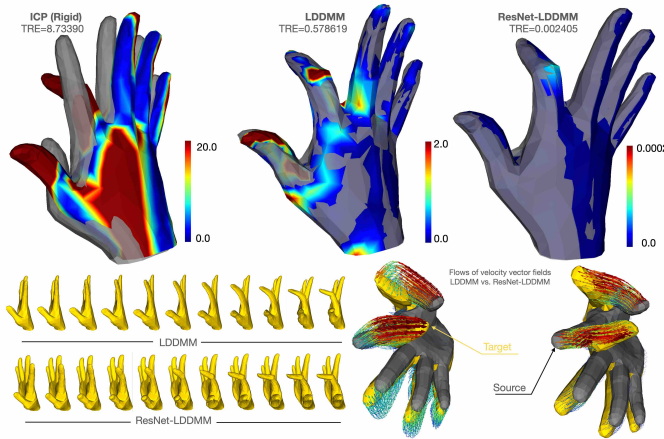 ICP (Rigid)
TRE=8.73390
LDDMM
TRE=0.578619
ResNet-LDDMM
TRE=0.002405
20.0
0.0
2.0
0.0
0.0002
0.0
Flows of velocity vector fields
LDDMM vs. ResNet-LDDMM
LDDMM
Target
Source
ResNet-LDDMM